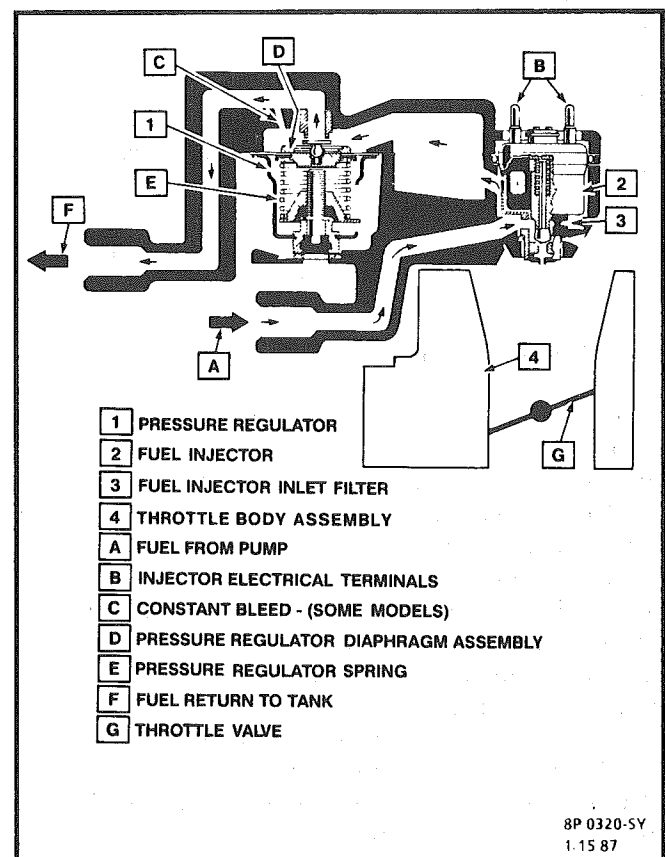 D
C
B
1
E
2
F
3
A
4
G
1 PRESSURE REGULATOR
2 FUEL INJECTOR
3 FUEL INJECTOR INLET FILTER
4 THROTTLE BODY ASSEMBLY
A FUEL FROM PUMP
B INJECTOR ELECTRICAL TERMINALS
C CONSTANT BLEED - (SOME MODELS)
D PRESSURE REGULATOR DIAPHRAGM ASSEMBLY
E PRESSURE REGULATOR SPRING
F FUEL RETURN TO TANK
G THROTTLE VALVE
8P 0320-SY
1-15 87